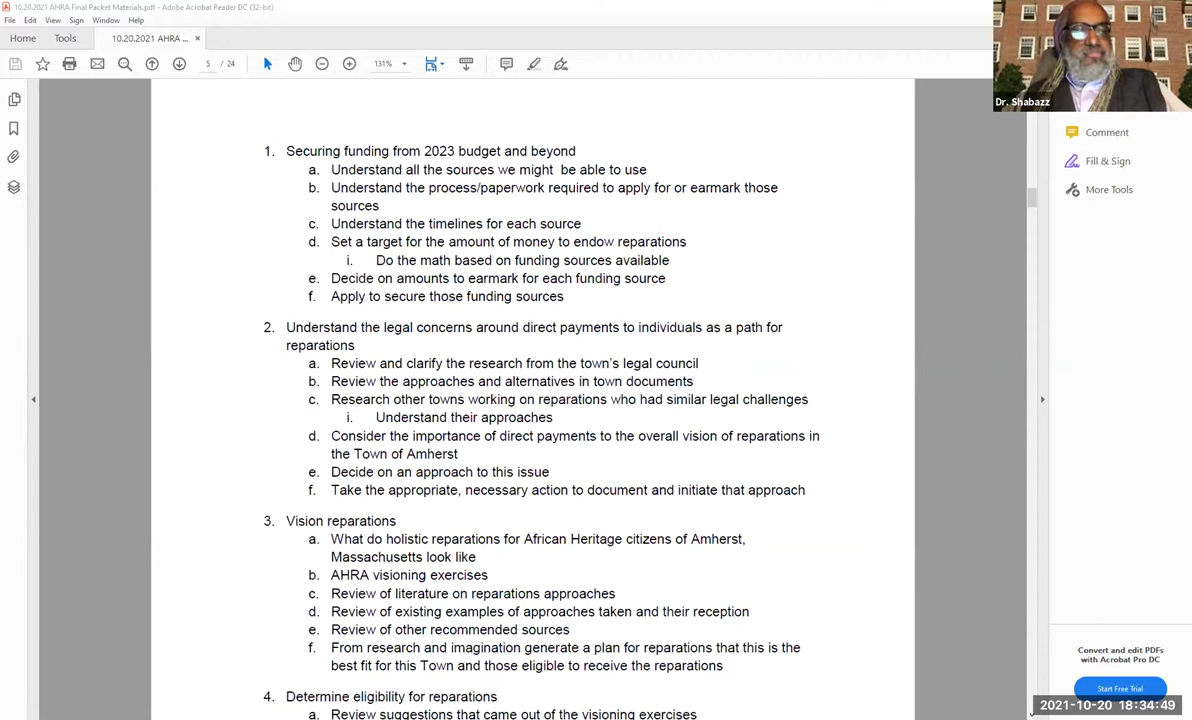 10.20.2021 AHRA Final Packet Materials.pdf - Adobe Acrobat Reader DC (32-bit)
File Edit View Sign Window Help
Home Tools 10.20.2021 AHRA ... ×
5 / 24 131%
Dr. Shabazz
Comment
Fill & Sign
More Tools
1. Securing funding from 2023 budget and beyond
a. Understand all the sources we might be able to use
b. Understand the process/paperwork required to apply for or earmark those
sources
c. Understand the timelines for each source
d. Set a target for the amount of money to endow reparations
i. Do the math based on funding sources available
e. Decide on amounts to earmark for each funding source
f. Apply to secure those funding sources
2. Understand the legal concerns around direct payments to individuals as a path for
reparations
a. Review and clarify the research from the town's legal council
b. Review the approaches and alternatives in town documents
c. Research other towns working on reparations who had similar legal challenges
i. Understand their approaches
d. Consider the importance of direct payments to the overall vision of reparations in
the Town of Amherst
e. Decide on an approach to this issue
f. Take the appropriate, necessary action to document and initiate that approach
3. Vision reparations
a. What do holistic reparations for African Heritage citizens of Amherst,
Massachusetts look like
b. AHRA visioning exercises
c. Review of literature on reparations approaches
d. Review of existing examples of approaches taken and their reception
e. Review of other recommended sources
f. From research and imagination generate a plan for reparations that this is the
best fit for this Town and those eligible to receive the reparations
4. Determine eligibility for reparations
a. Review suggestions that came out of the visioning exercises
Convert and edit PDFs
with Acrobat Pro DC
Start Free Trial
2021-10-20 18:34:49